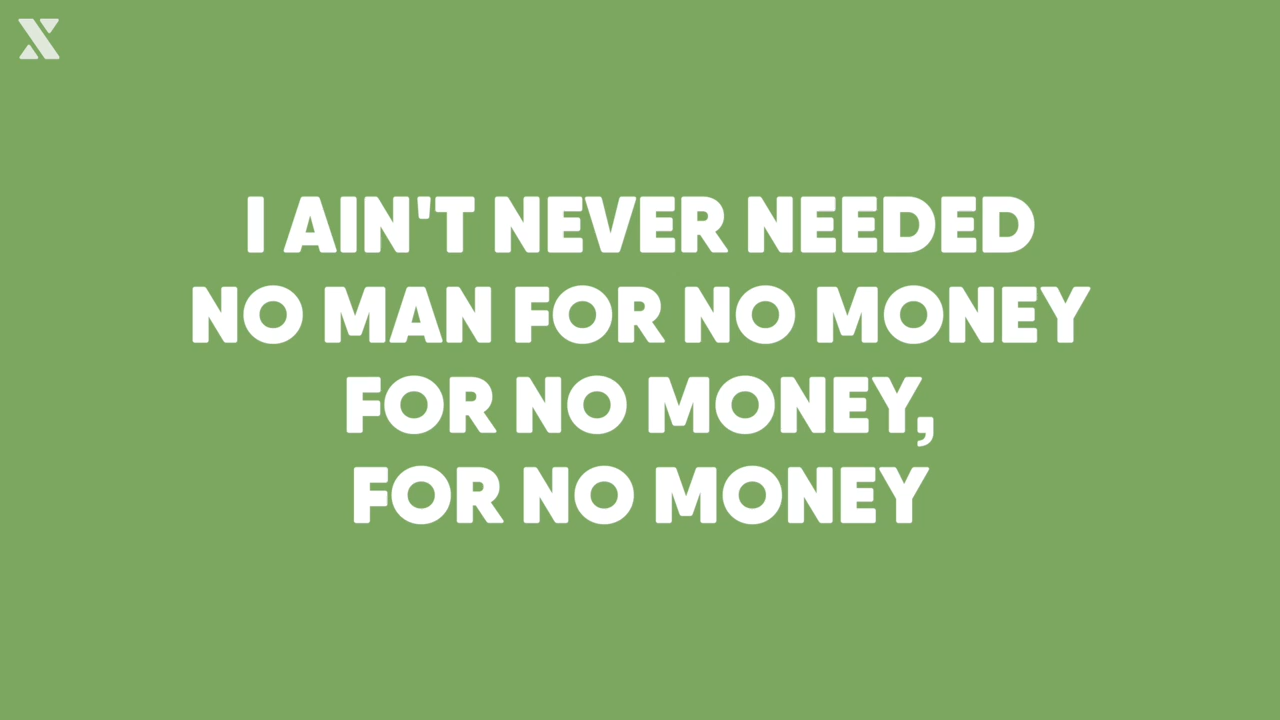 I AIN'T NEVER NEEDED
NO MAN FOR NO MONEY
FOR NO MONEY,
FOR NO MONEY